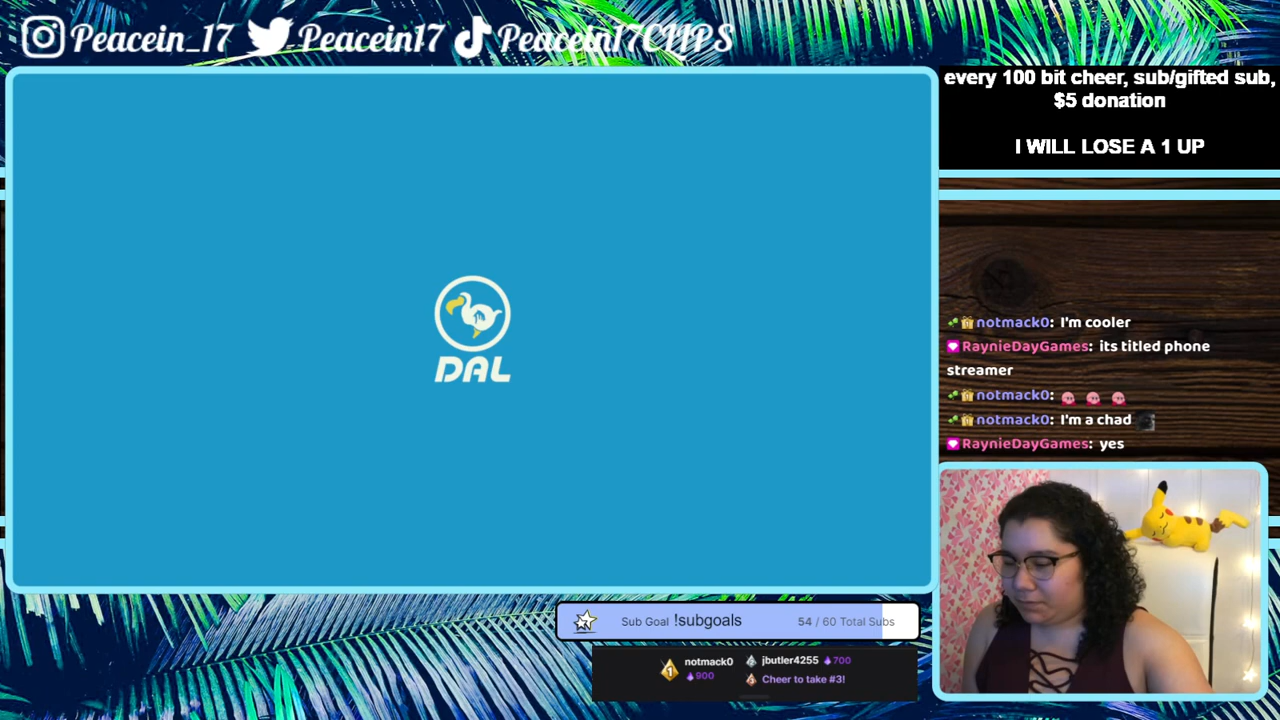 Peacein_17 Peacein17 Peacein17CIIPS
every 100 bit cheer, sub/gifted sub,
$5 donation
I WILL LOSE A 1 UP
DAL
notmack0: I'm cooler
RaynieDayGames: its titled phone
streamer
notmack0:
notmack0: I'm a chad
RaynieDayGames: yes
Sub Goal !subgoals 54 / 60 Total Subs
1 notmack0 900
jbutler4255 700
Cheer to take #3!